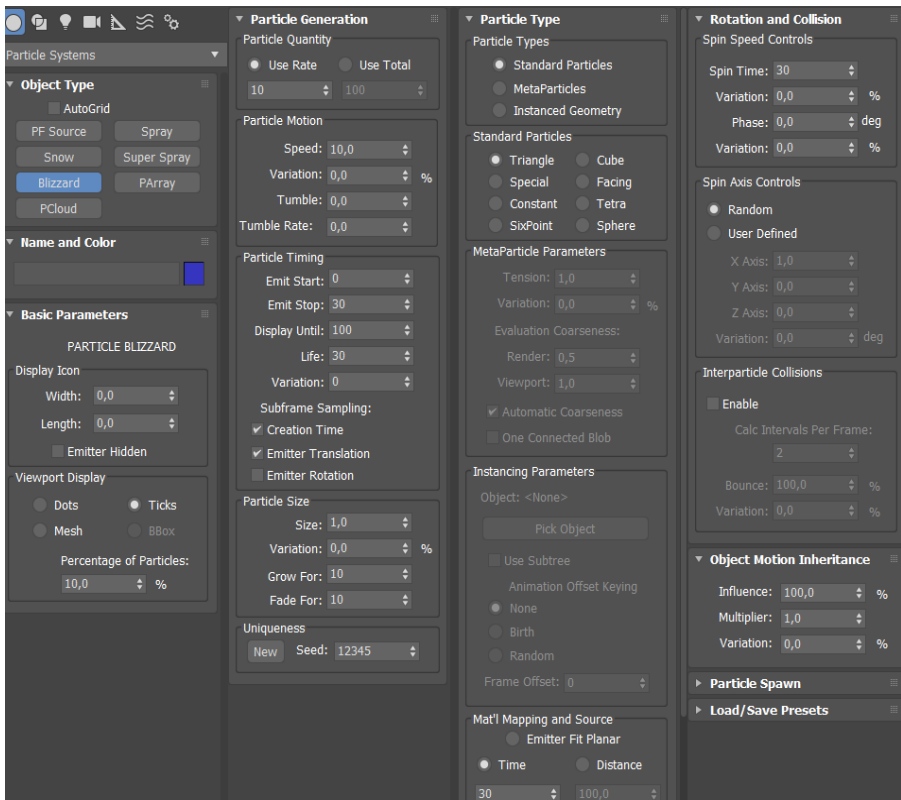 Particle Systems
Object Type
AutoGrid
PF Source Spray
Snow Super Spray
Blizzard PArray
PCloud
Name and Color
Basic Parameters
PARTICLE BLIZZARD
Display Icon
Width: 0,0
Length: 0,0
Emitter Hidden
Viewport Display
Dots Ticks
Mesh BBox
Percentage of Particles:
10,0 %
Particle Generation
Particle Quantity
Use Rate Use Total
10 100
Particle Motion
Speed: 10,0
Variation: 0,0 %
Tumble: 0,0
Tumble Rate: 0,0
Particle Timing
Emit Start: 0
Emit Stop: 30
Display Until: 100
Life: 30
Variation: 0
Subframe Sampling:
Creation Time
Emitter Translation
Emitter Rotation
Particle Size
Size: 1,0
Variation: 0,0 %
Grow For: 10
Fade For: 10
Uniqueness
New Seed: 12345
Particle Type
Particle Types
Standard Particles
MetaParticles
Instanced Geometry
Standard Particles
Triangle Cube
Special Facing
Constant Tetra
SixPoint Sphere
MetaParticle Parameters
Tension: 1,0
Variation: 0,0 %
Evaluation Coarseness:
Render: 0,5
Viewport: 1,0
Automatic Coarseness
One Connected Blob
Instancing Parameters
Object: <None>
Pick Object
Use Subtree
Animation Offset Keying
None
Birth
Random
Frame Offset: 0
Mat'l Mapping and Source
Emitter Fit Planar
Time Distance
30 100,0
Rotation and Collision
Spin Speed Controls
Spin Time: 30
Variation: 0,0 %
Phase: 0,0 deg
Variation: 0,0 %
Spin Axis Controls
Random
User Defined
X Axis: 1,0
Y Axis: 0,0
Z Axis: 0,0
Variation: 0,0 deg
Interparticle Collisions
Enable
Calc Intervals Per Frame:
2
Bounce: 100,0 %
Variation: 0,0 %
Object Motion Inheritance
Influence: 100,0 %
Multiplier: 1,0
Variation: 0,0 %
Particle Spawn
Load/Save Presets